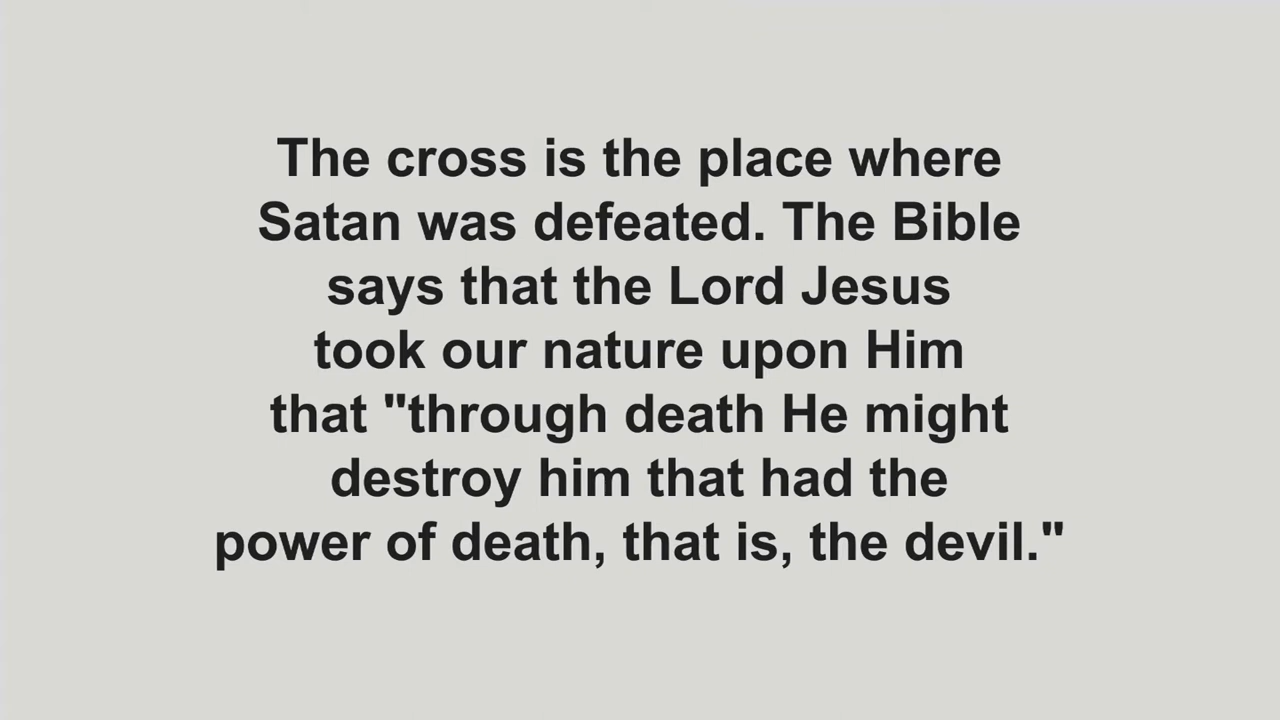 The cross is the place where
Satan was defeated. The Bible
says that the Lord Jesus
took our nature upon Him
that "through death He might
destroy him that had the
power of death, that is, the devil."